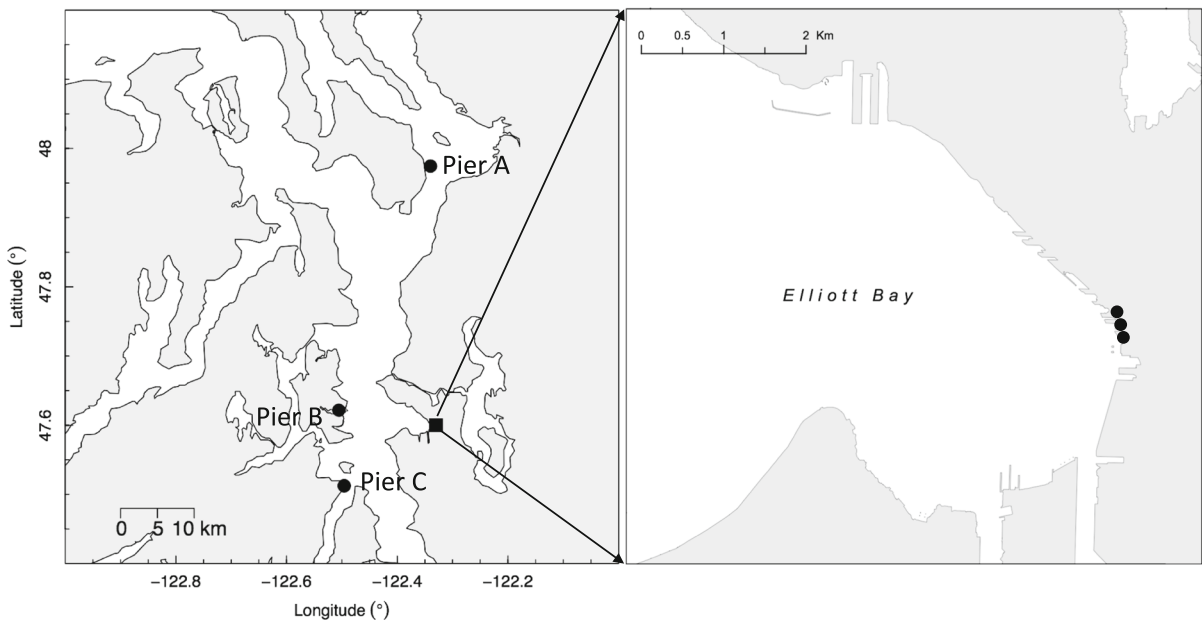 0 0.5 1 2 Km
48
Pier A
47.8
Latitude (°)
Elliott Bay
47.6
Pier B
Pier C
0 5 10 km
−122.8 −122.6 −122.4 −122.2
Longitude (°)